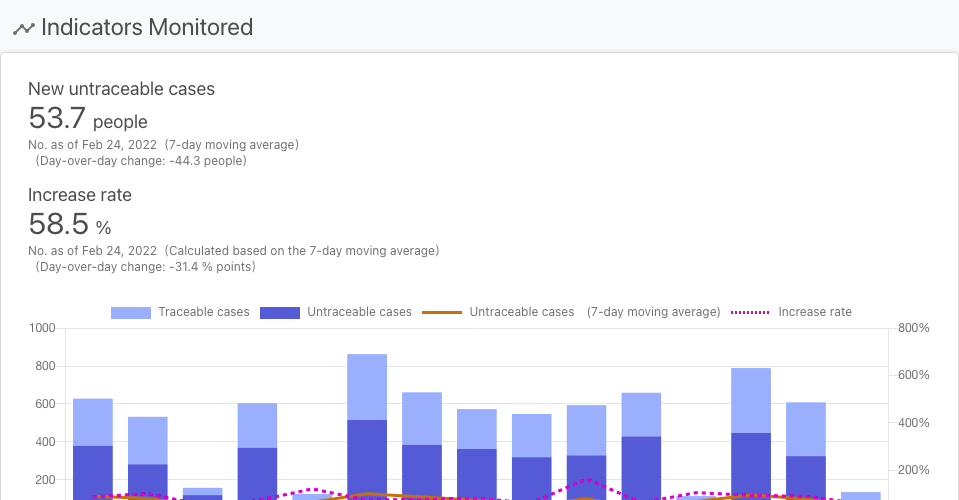 Indicators Monitored
New untraceable cases
53.7 people
No. as of Feb 24, 2022 (7-day moving average)
(Day-over-day change: -44.3 people)
Increase rate
58.5 %
No. as of Feb 24, 2022 (Calculated based on the 7-day moving average)
(Day-over-day change: -31.4 % points)
Traceable cases Untraceable cases Untraceable cases (7-day moving average) Increase rate
1000 800%
800
600%
600
400%
400
200%
200